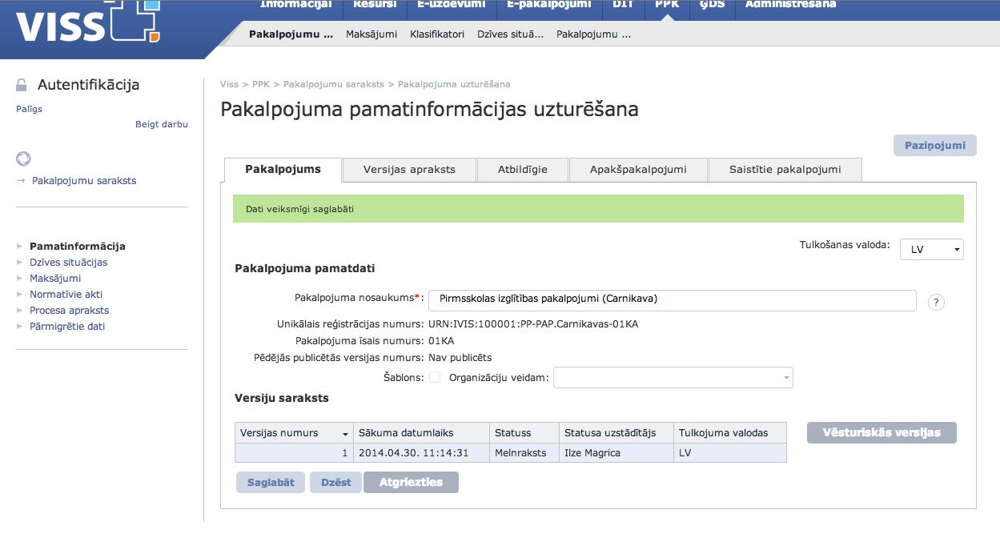 VISS
Informācijai Resursi E-uzdevumi E-pakalpojumi DIT PPK ĢDS Administrēšana
Pakalpojumu ... Maksājumi Klasifikatori Dzīves situā... Pakalpojumu ...
Autentifikācija
Palīgs
Beigt darbu
→ Pakalpojumu saraksts
Pamatinformācija
Dzīves situācijas
Maksājumi
Normatīvie akti
Procesa apraksts
Pārmigrētie dati
Viss > PPK > Pakalpojumu saraksts > Pakalpojuma uzturēšana
Pakalpojuma pamatinformācijas uzturēšana
Paziņojumi
Pakalpojums Versijas apraksts Atbildīgie Apakšpakalpojumi Saistītie pakalpojumi
Dati veiksmīgi saglabāti
Tulkošanas valoda: LV
Pakalpojuma pamatdati
Pakalpojuma nosaukums*: Pirmsskolas izglītības pakalpojumi (Carnikava) ?
Unikālais reģistrācijas numurs: URN:IVIS:100001:PP-PAP.Carnikavas-01KA
Pakalpojuma īsais numurs: 01KA
Pēdējās publicētās versijas numurs: Nav publicēts
Šablons: Organizāciju veidam:
Versiju saraksts
Versijas numurs Sākuma datumlaiks Statuss Statusa uzstādītājs Tulkojuma valodas Vēsturiskās versijas
1 2014.04.30. 11:14:31 Melnraksts Ilze Magrica LV
Saglabāt Dzēst Atgriezties